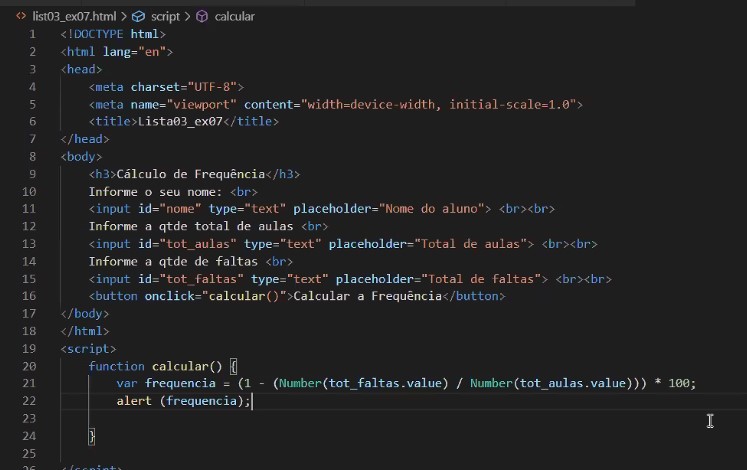 list03_ex07.html > script > calcular
1 <!DOCTYPE html>
2 <html lang="en">
3 <head>
4 <meta charset="UTF-8">
5 <meta name="viewport" content="width=device-width, initial-scale=1.0">
6 <title>Lista03_ex07</title>
7 </head>
8 <body>
9 <h3>Cálculo de Frequência</h3>
10 Informe o seu nome: <br>
11 <input id="nome" type="text" placeholder="Nome do aluno"> <br><br>
12 Informe a qtde total de aulas <br>
13 <input id="tot_aulas" type="text" placeholder="Total de aulas"> <br><br>
14 Informe a qtde de faltas <br>
15 <input id="tot_faltas" type="text" placeholder="Total de faltas"> <br><br>
16 <button onclick="calcular()">Calcular a Frequência</button>
17 </body>
18 </html>
19 <script>
20 function calcular() {
21 var frequencia = (1 - (Number(tot_faltas.value) / Number(tot_aulas.value))) * 100;
22 alert (frequencia);
23
24 }
25
26 </script>